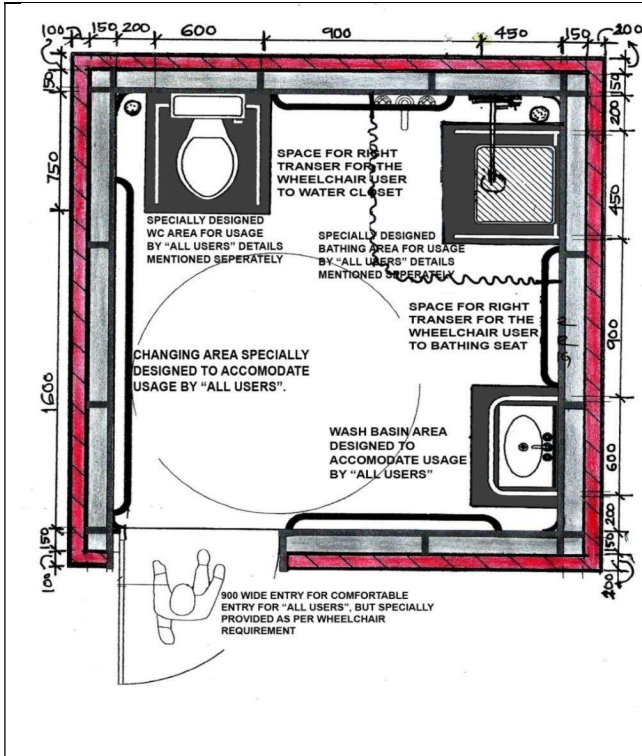 100 150 200 600 900 450 150 200
150
750
1600
150
100
150
200
450
900
600
200
150
200
SPACE FOR RIGHT
TRANSER FOR THE
WHEELCHAIR USER
TO WATER CLOSET
SPECIALLY DESIGNED
WC AREA FOR USAGE
BY “ALL USERS” DETAILS
MENTIONED SEPERATELY
SPECIALLY DESIGNED
BATHING AREA FOR USAGE
BY “ALL USERS” DETAILS
MENTIONED SEPERATELY
SPACE FOR RIGHT
TRANSER FOR THE
WHEELCHAIR USER
TO BATHING SEAT
CHANGING AREA SPECIALLY
DESIGNED TO ACCOMODATE
USAGE BY “ALL USERS”.
WASH BASIN AREA
DESIGNED TO
ACCOMODATE USAGE
BY “ALL USERS”
900 WIDE ENTRY FOR COMFORTABLE
ENTRY FOR “ALL USERS”, BUT SPECIALLY
PROVIDED AS PER WHEELCHAIR
REQUIREMENT